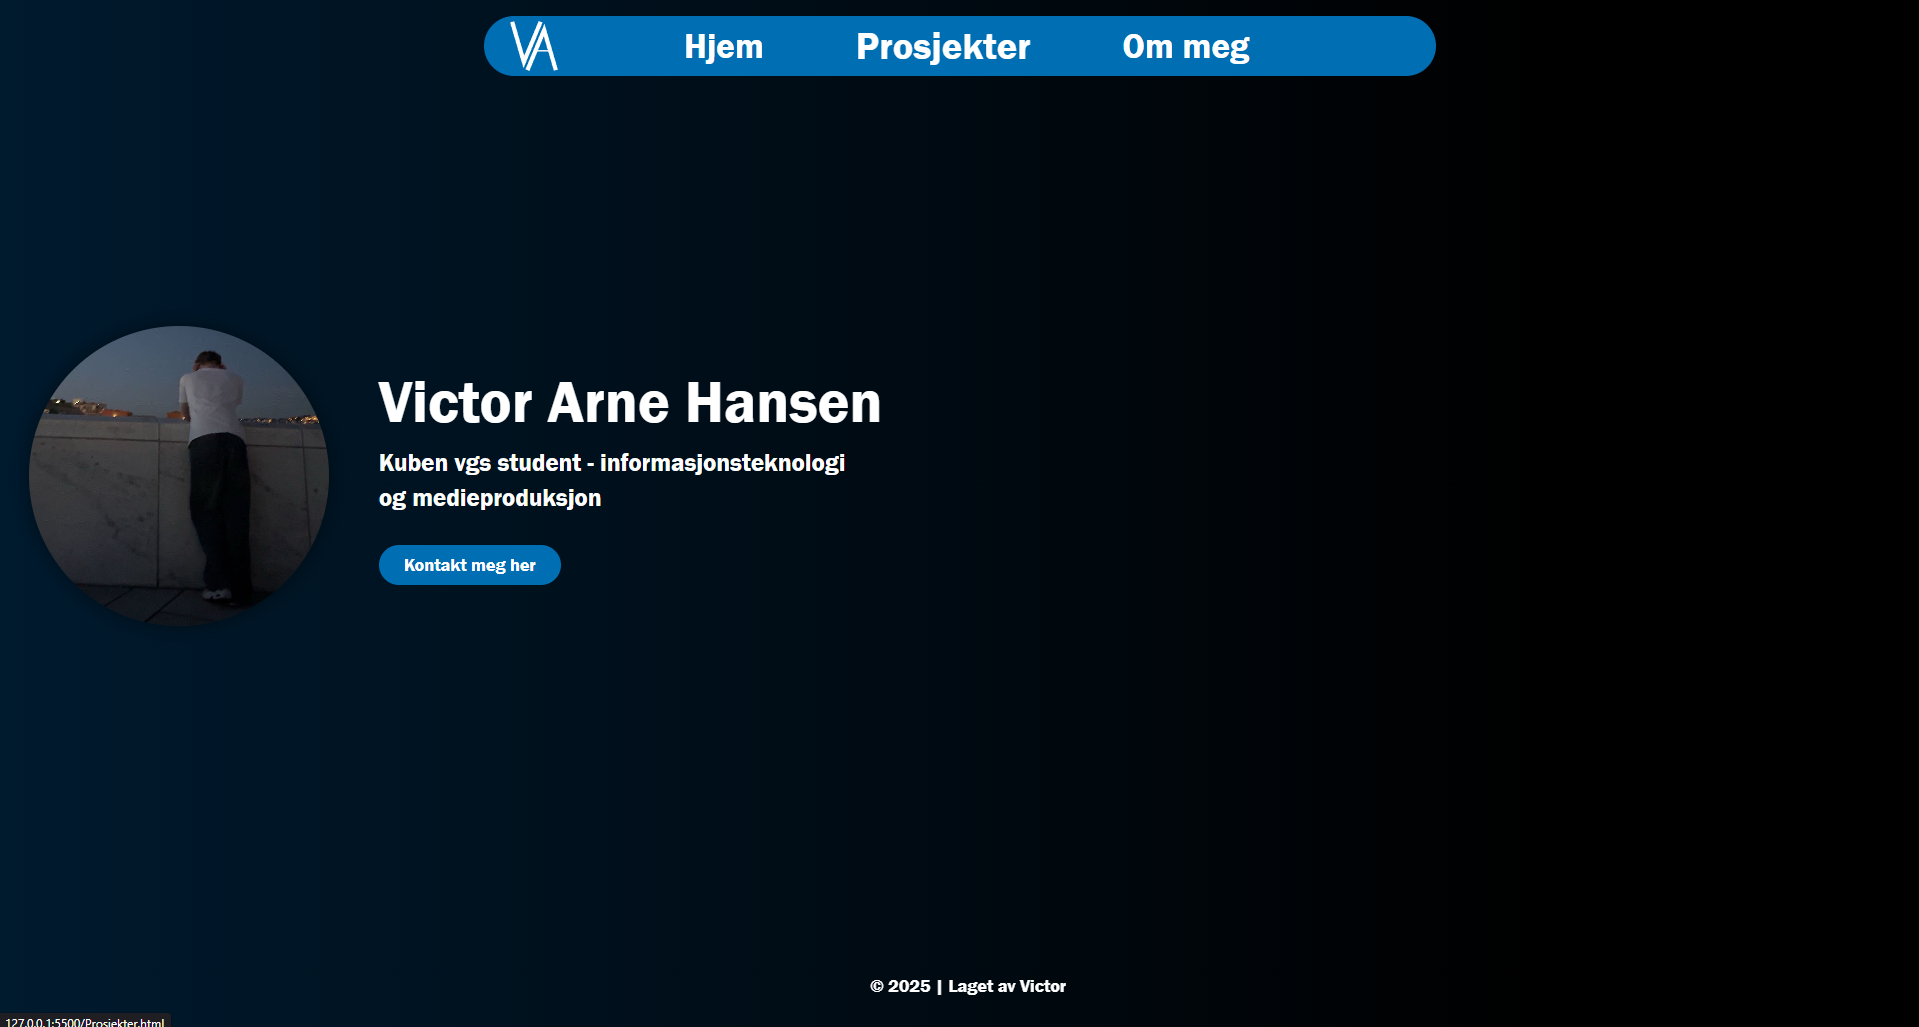 VA Hjem Prosjekter Om meg
Victor Arne Hansen
Kuben vgs student - informasjonsteknologi
og medieproduksjon
Kontakt meg her
© 2025 | Laget av Victor
127.0.0.1:5500/Prosjekter.html